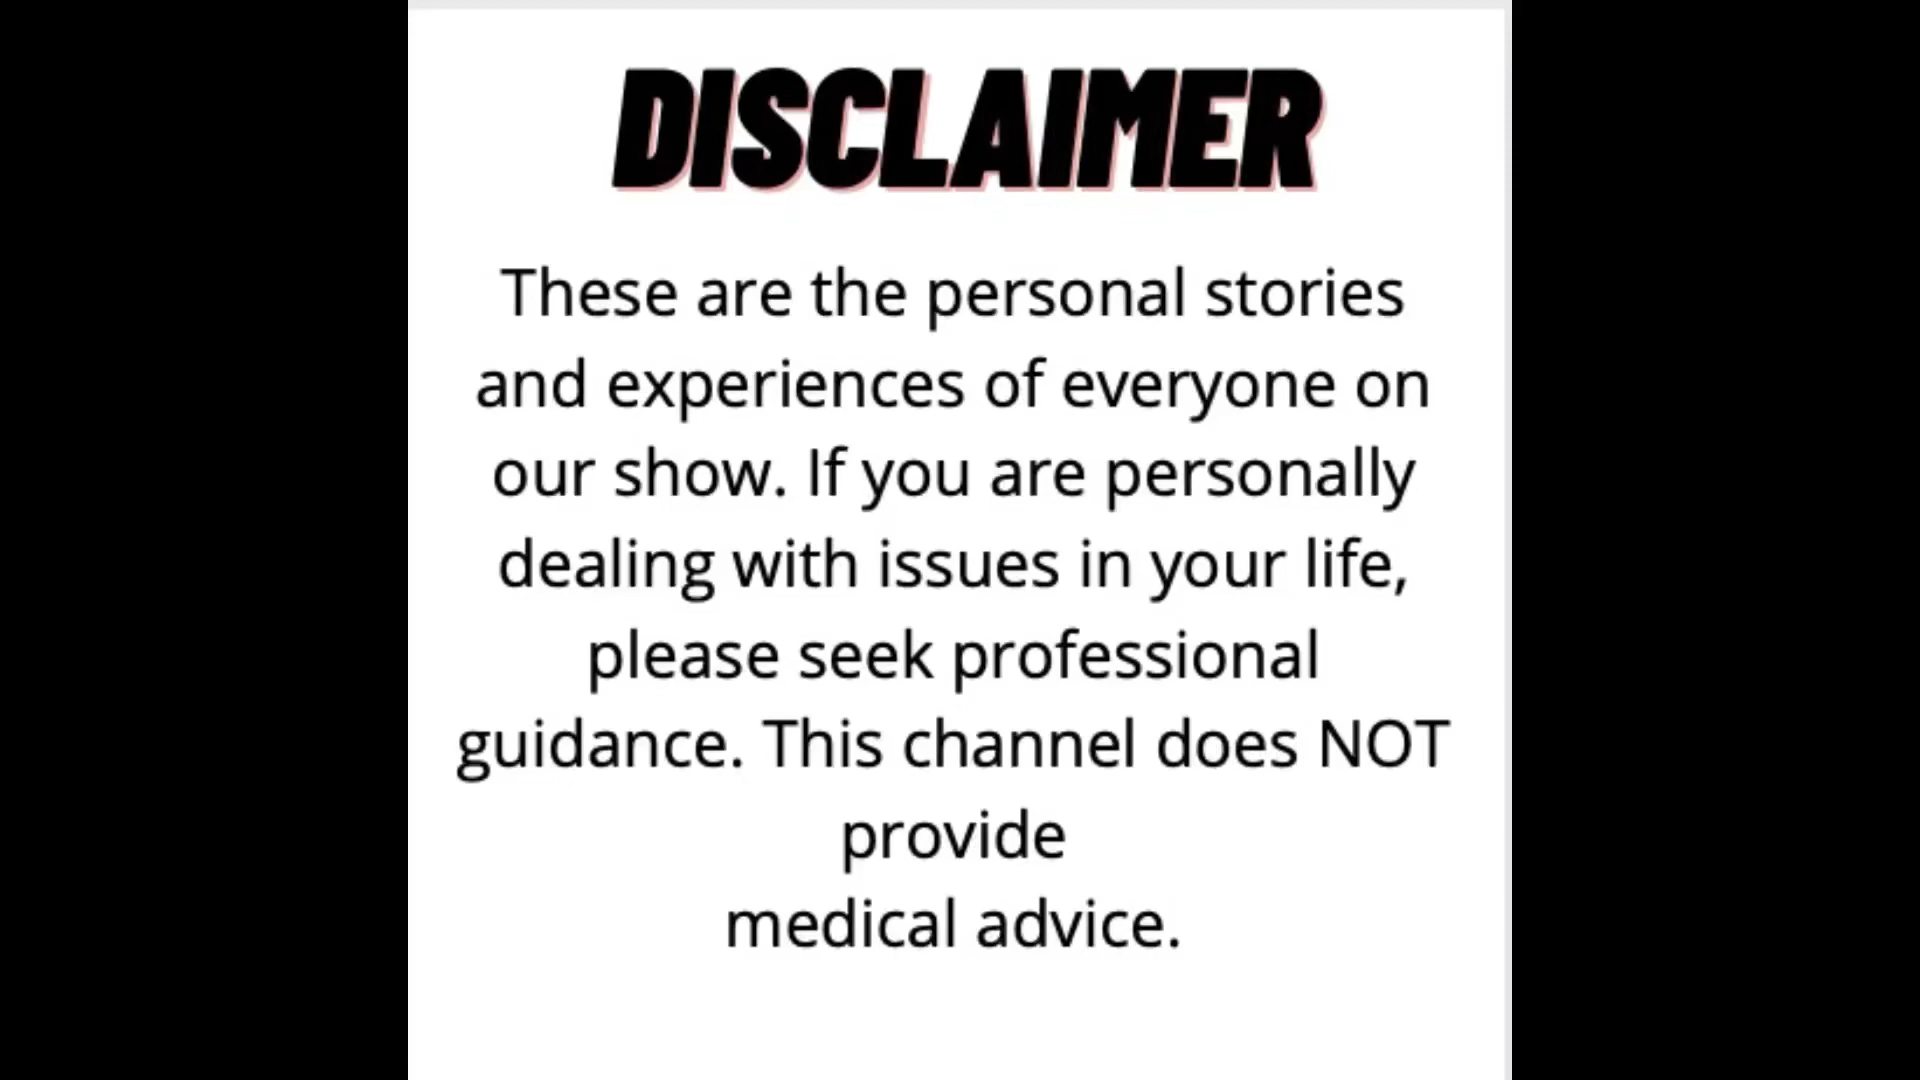 DISCLAIMER
These are the personal stories
and experiences of everyone on
our show. If you are personally
dealing with issues in your life,
please seek professional
guidance. This channel does NOT
provide
medical advice.